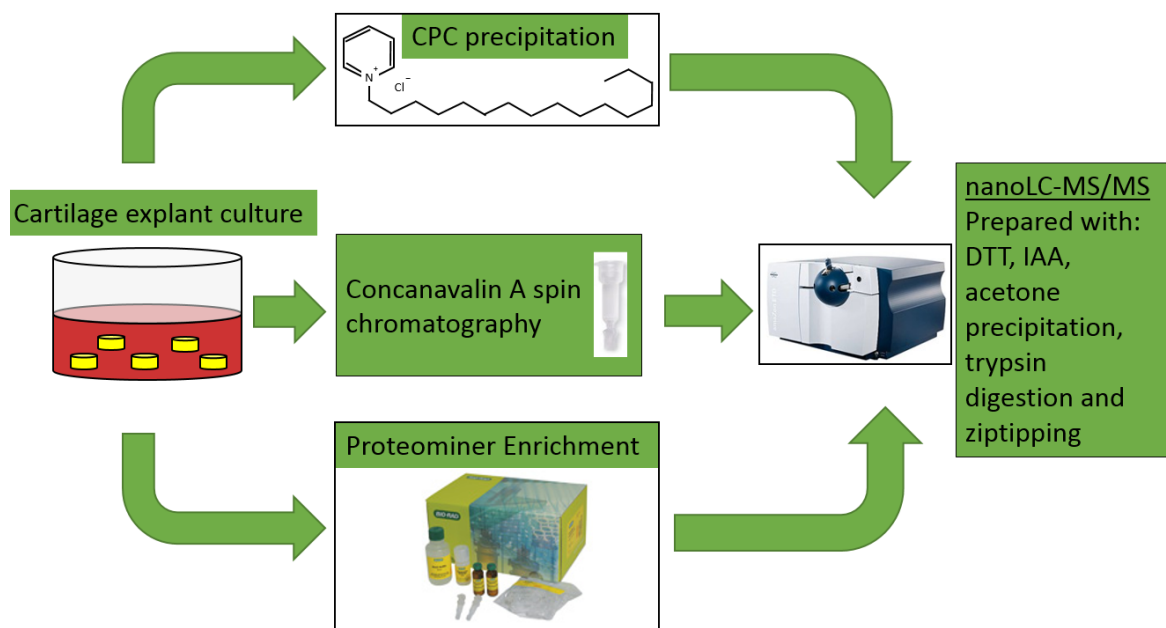 CPC precipitation
N+
Cl−
Cartilage explant culture
Concanavalin A spin
chromatography
nanoLC-MS/MS
Prepared with:
DTT, IAA,
acetone
precipitation,
trypsin
digestion and
ziptipping
Proteominer Enrichment
BIO-RAD